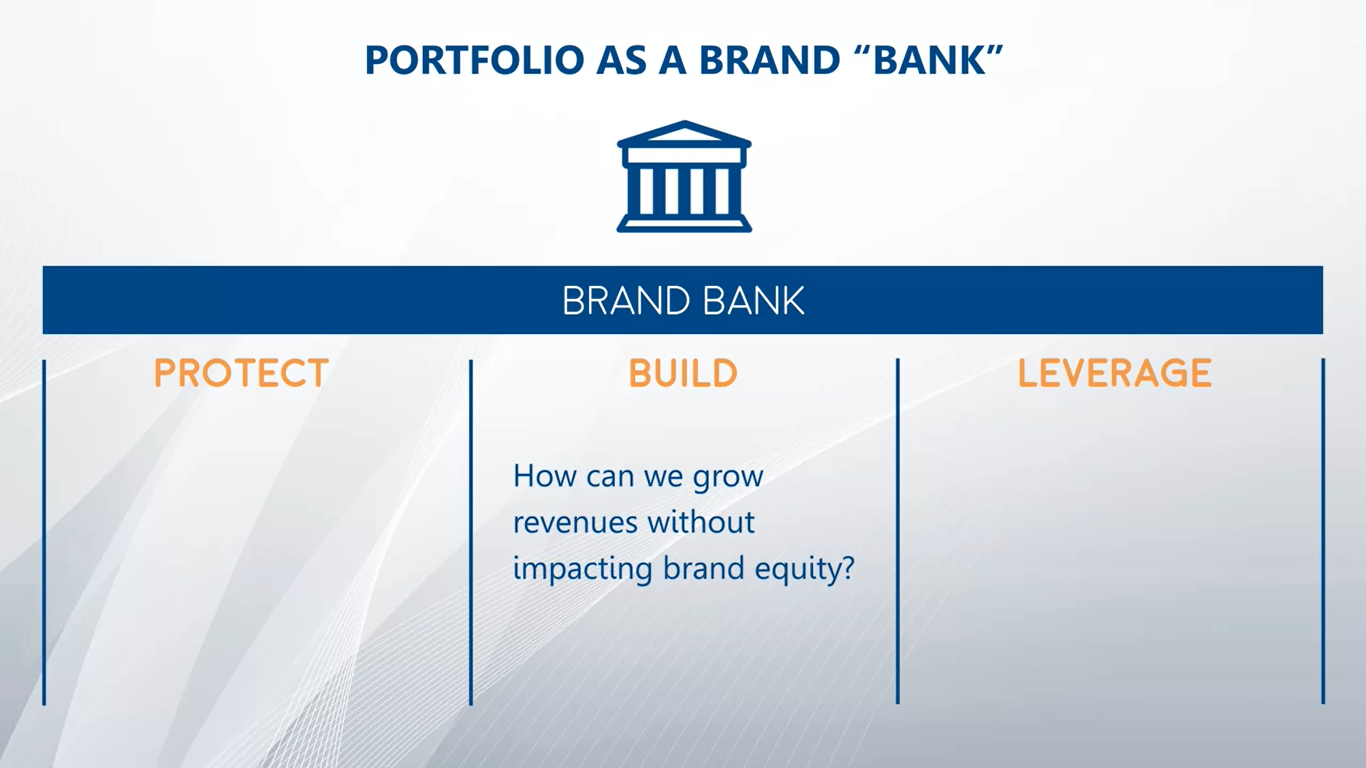 PORTFOLIO AS A BRAND “BANK”
BRAND BANK
PROTECT
BUILD
LEVERAGE
How can we grow
revenues without
impacting brand equity?